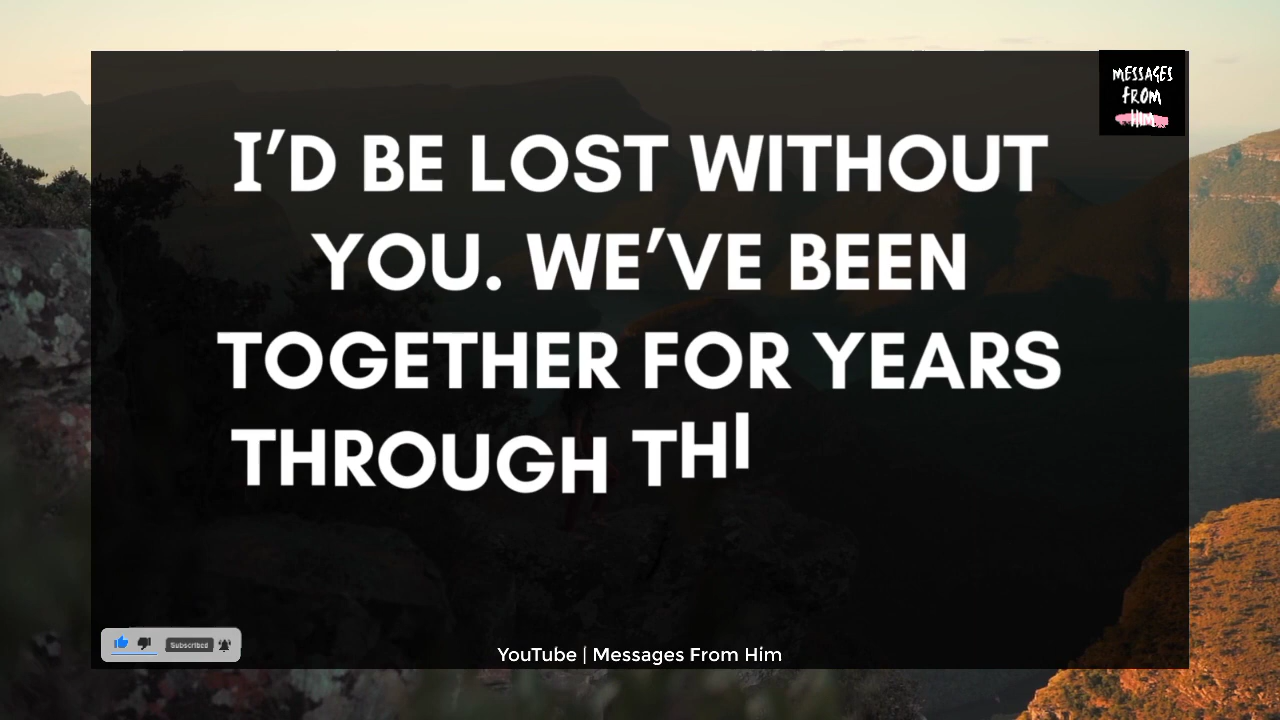 MESSAGES
FROM
HIM
I'D BE LOST WITHOUT
YOU. WE'VE BEEN
TOGETHER FOR YEARS
THROUGH THI
Subscribed
YouTube | Messages From Him